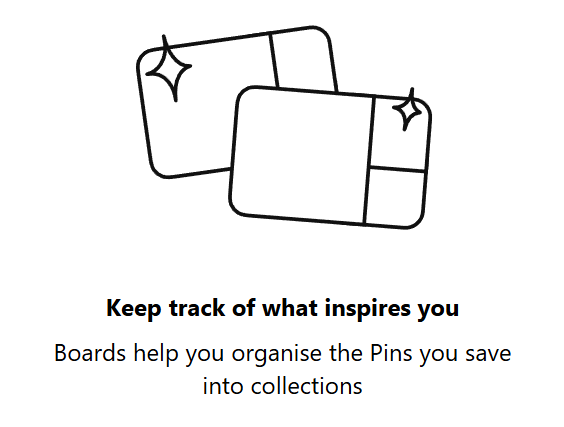 Keep track of what inspires you
Boards help you organise the Pins you save
into collections